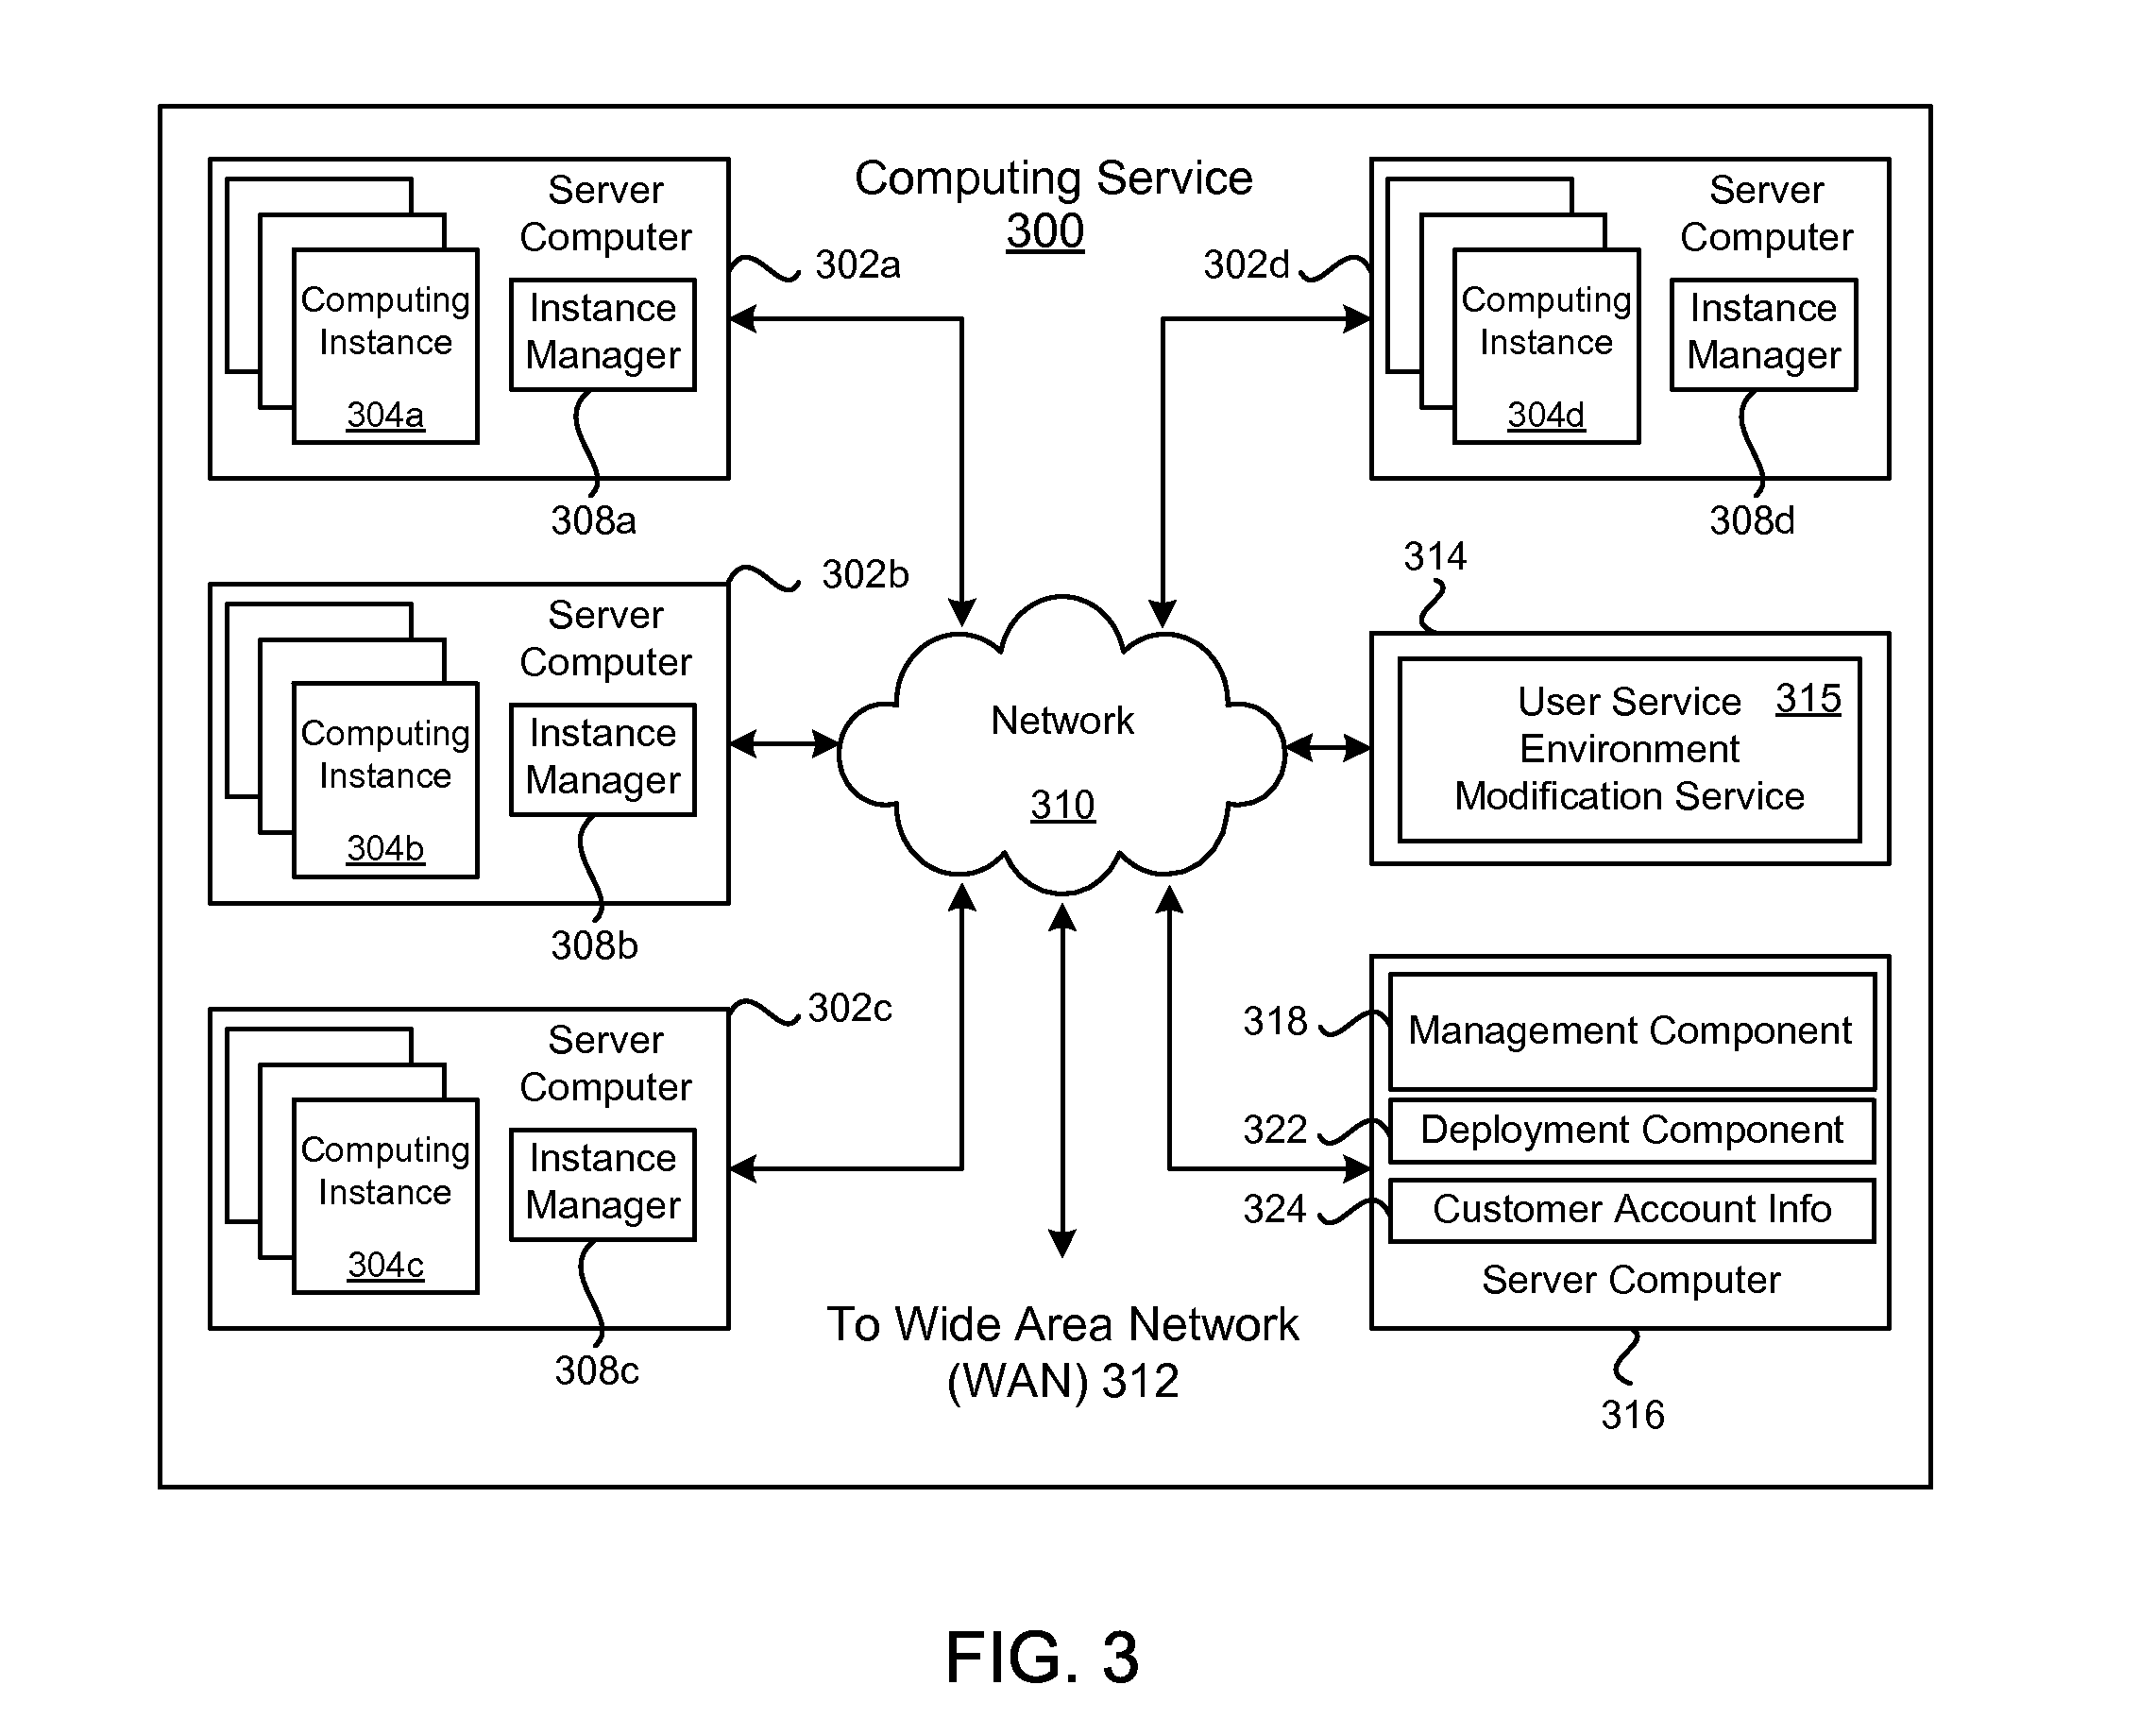 Computing Service
300
Server
Computer
302a
Computing
Instance
304a
Instance
Manager
308a
302d
Server
Computer
Computing
Instance
304d
Instance
Manager
308d
302b
Server
Computer
Computing
Instance
304b
Instance
Manager
308b
Network
310
314
User Service 315
Environment
Modification Service
302c
Server
Computer
Computing
Instance
304c
Instance
Manager
308c
318
Management Component
322
Deployment Component
324
Customer Account Info
Server Computer
316
To Wide Area Network
(WAN) 312
FIG. 3